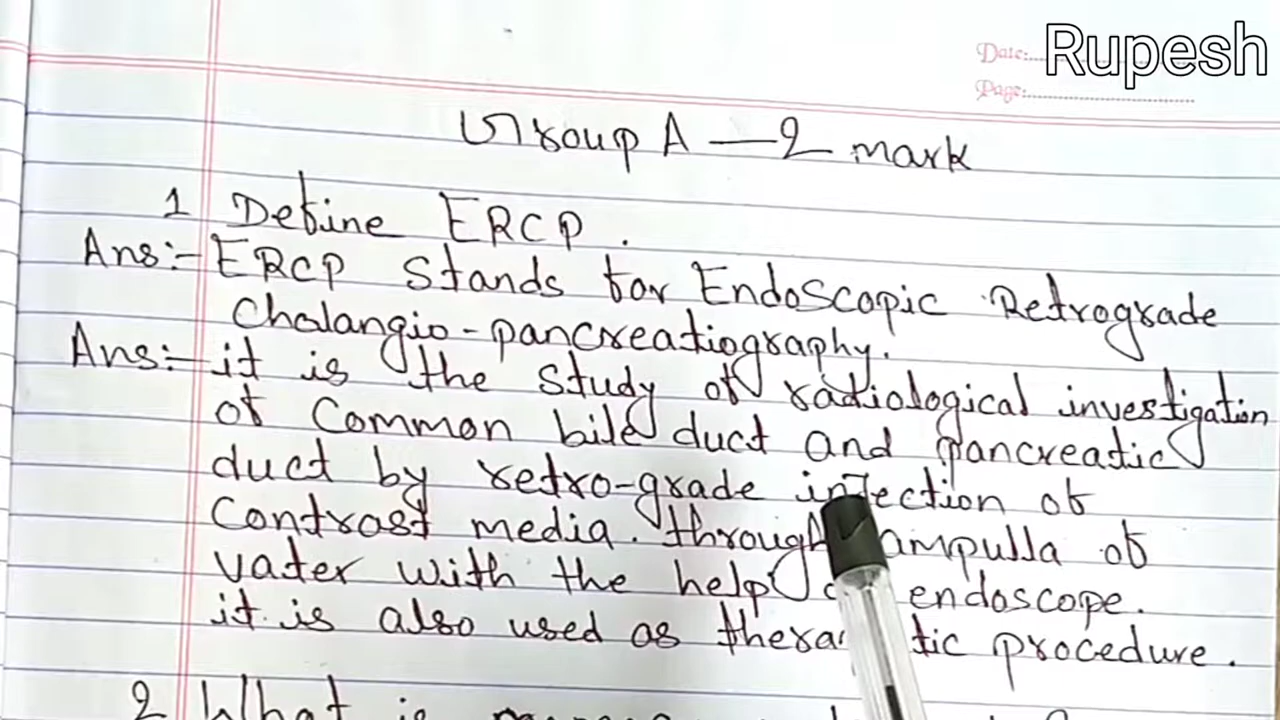 Rupesh
Date:
Page:
Group A — 2 mark
1 Define ERCP.
Ans:- ERCP Stands for Endoscopic Retrograde
Cholangio-pancreatiography.
Ans:- it is the study of radiological investigation
of Common bile duct and pancreatic
duct by retro-grade injection of
Contrast media. through ampulla of
vater with the help endoscope.
it is also used as procedure.
2 What is